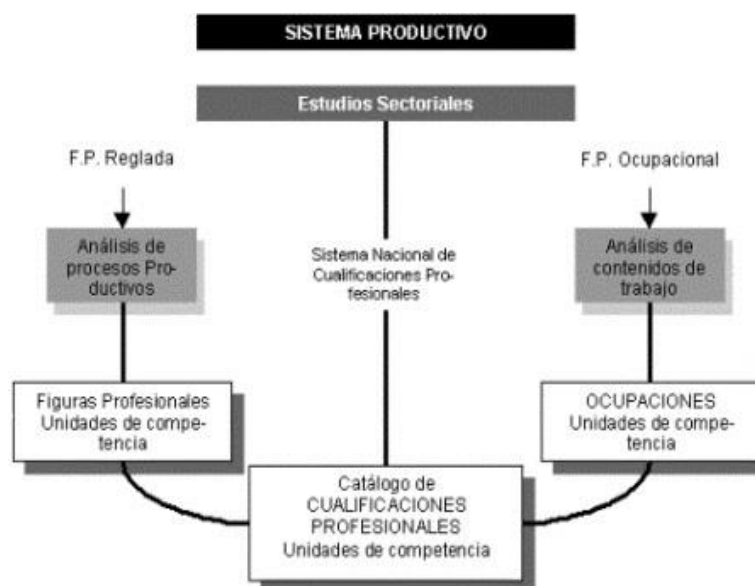 SISTEMA PRODUCTIVO
Estudios Sectoriales
F.P. Reglada
F.P. Ocupacional
Análisis de
procesos Pro-
ductivos
Sistema Nacional de
Cualificaciones Pro-
fesionales
Análisis de
contenidos de
trabajo
Figuras Profesionales
Unidades de compe-
tencia
OCUPACIONES
Unidades de compe-
tencia
Catálogo de
CUALIFICACIONES
PROFESIONALES
Unidades de competencia